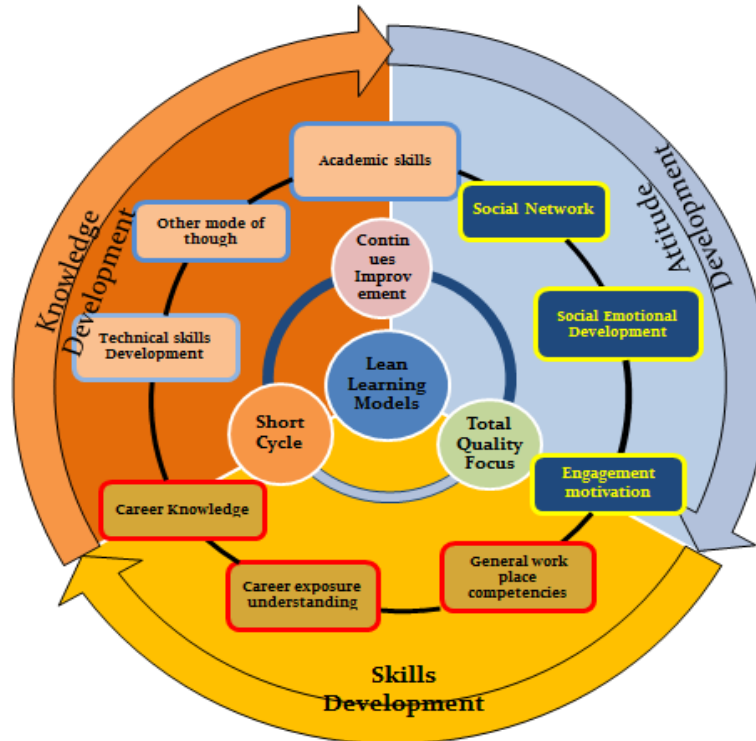 Academic skills
Social Network
Other mode of
though
Contin
ues Improv
ement
Knowledge
Development
Attitude
Development
Social Emotional
Development
Technical skills
Development
Lean
Learning
Models
Short
Cycle
Total
Quality
Focus
Engagement
motivation
Career Knowledge
General work
place
competencies
Career exposure
understanding
Skills
Development